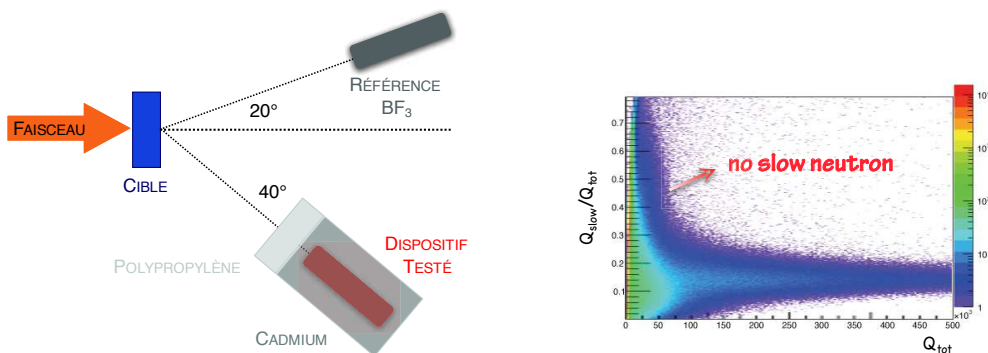 RÉFÉRENCE
BF3
20°
FAISCEAU
CIBLE
40°
POLYPROPYLÈNE
DISPOSITIF
TESTÉ
CADMIUM
Qslow/Qtot
0.7
0.6
0.5
0.4
0.3
0.2
0.1
no slow neutron
0 50 100 150 200 250 300 350 400 450 500
×10³
Qtot
1